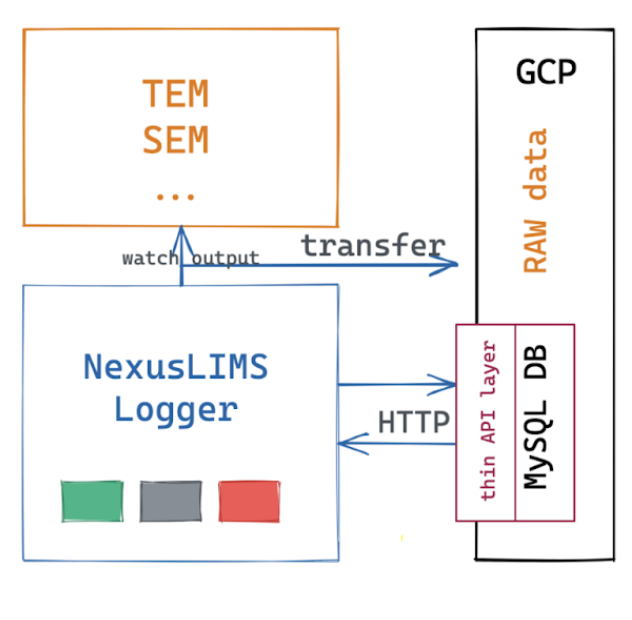 TEM
SEM
...
GCP
RAW data
watch output
transfer
NexusLIMS
Logger
HTTP
thin API layer
MySQL DB